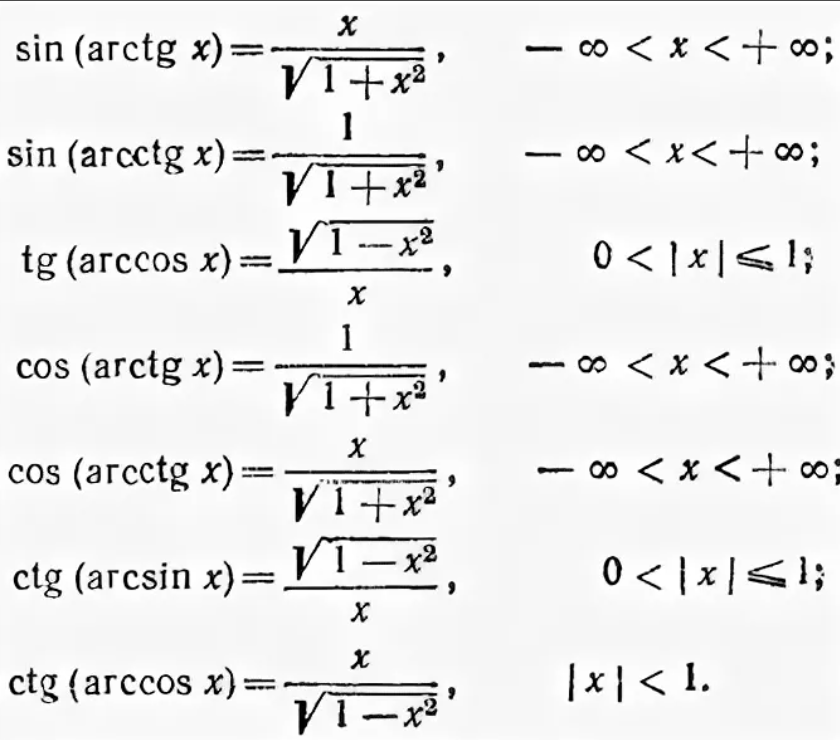 sin (arctg x) = x/√(1 + x²), − ∞ < x < + ∞;
sin (arcctg x) = 1/√(1 + x²), − ∞ < x < + ∞;
tg (arccos x) = √(1 − x²)/x, 0 < | x | ⩽ 1;
cos (arctg x) = 1/√(1 + x²), − ∞ < x < + ∞;
cos (arcctg x) = x/√(1 + x²), − ∞ < x < + ∞;
ctg (arcsin x) = √(1 − x²)/x, 0 < | x | ⩽ 1;
ctg (arccos x) = x/√(1 − x²), | x | < 1.